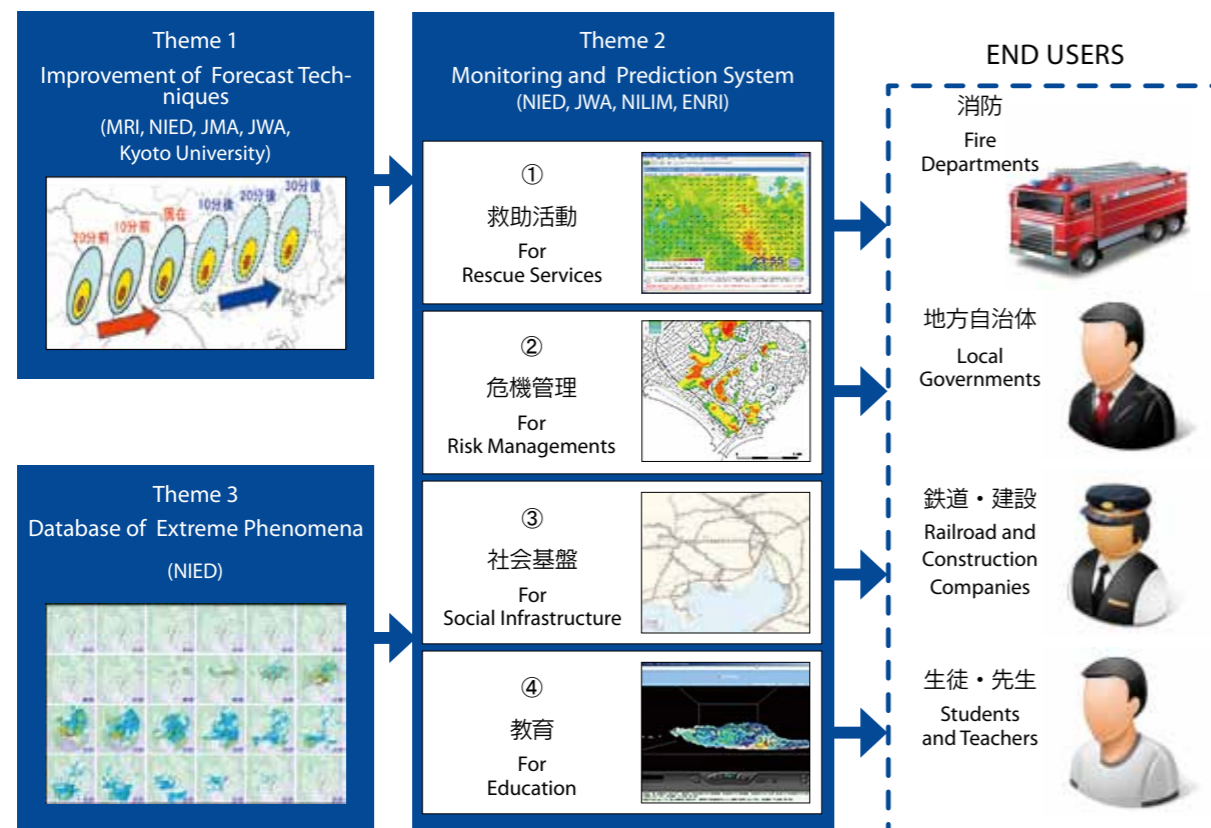 Theme 1
Improvement of Forecast Tech-
niques
(MRI, NIED, JMA, JWA,
Kyoto University)
20分前
10分前
現在
10分後
20分後
30分後
Theme 3
Database of Extreme Phenomena
(NIED)
Theme 2
Monitoring and Prediction System
(NIED, JWA, NILIM, ENRI)
①
救助活動
For
Rescue Services
23:55
②
危機管理
For
Risk Managements
③
社会基盤
For
Social Infrastructure
④
教育
For
Education
END USERS
消防
Fire
Departments
地方自治体
Local
Governments
鉄道・建設
Railroad and
Construction
Companies
生徒・先生
Students
and Teachers